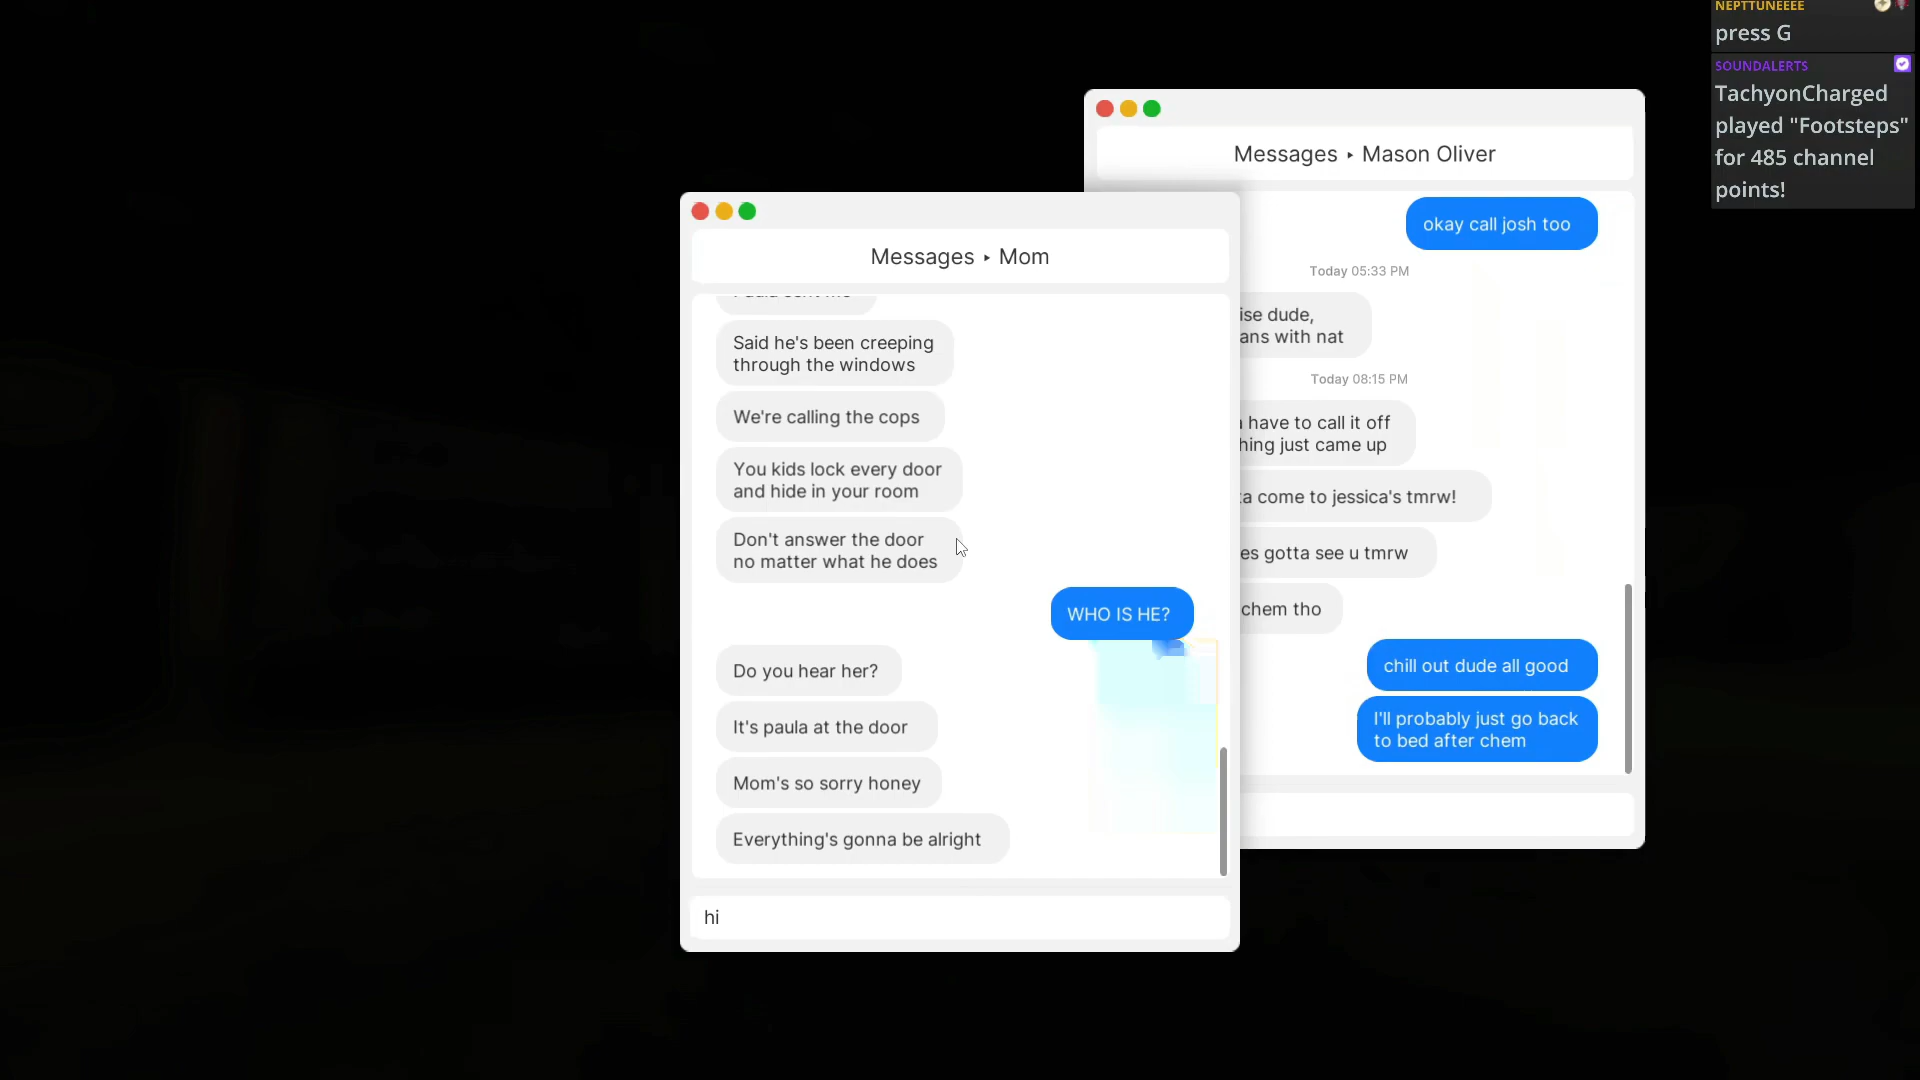 NEPTTUNEEEE
press G
SOUNDALERTS
TachyonCharged
played "Footsteps"
for 485 channel
points!
Messages ‣ Mason Oliver
okay call josh too
Today 05:33 PM
ise dude,
ans with nat
Today 08:15 PM
have to call it off
hing just came up
a come to jessica's tmrw!
es gotta see u tmrw
chem tho
chill out dude all good
I'll probably just go back
to bed after chem
Messages ‣ Mom
Said he's been creeping
through the windows
We're calling the cops
You kids lock every door
and hide in your room
Don't answer the door
no matter what he does
WHO IS HE?
Do you hear her?
It's paula at the door
Mom's so sorry honey
Everything's gonna be alright
hi